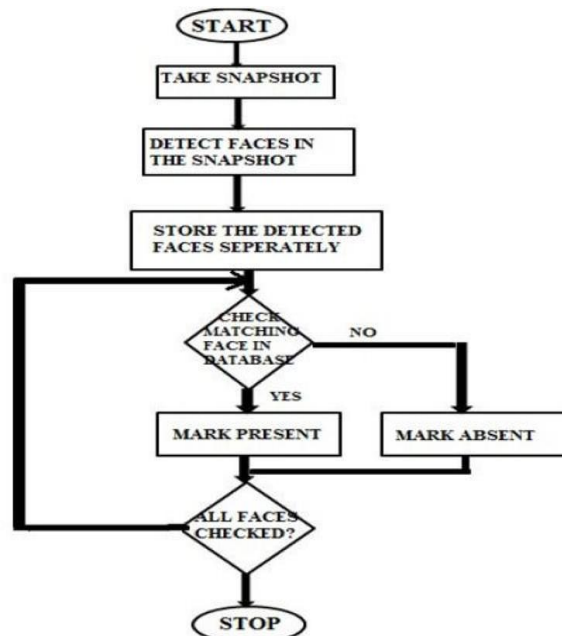 START
TAKE SNAPSHOT
DETECT FACES IN
THE SNAPSHOT
STORE THE DETECTED
FACES SEPERATELY
CHECK
MATCHING
FACE IN
DATABASE
NO
YES
MARK PRESENT
MARK ABSENT
ALL FACES
CHECKED?
STOP